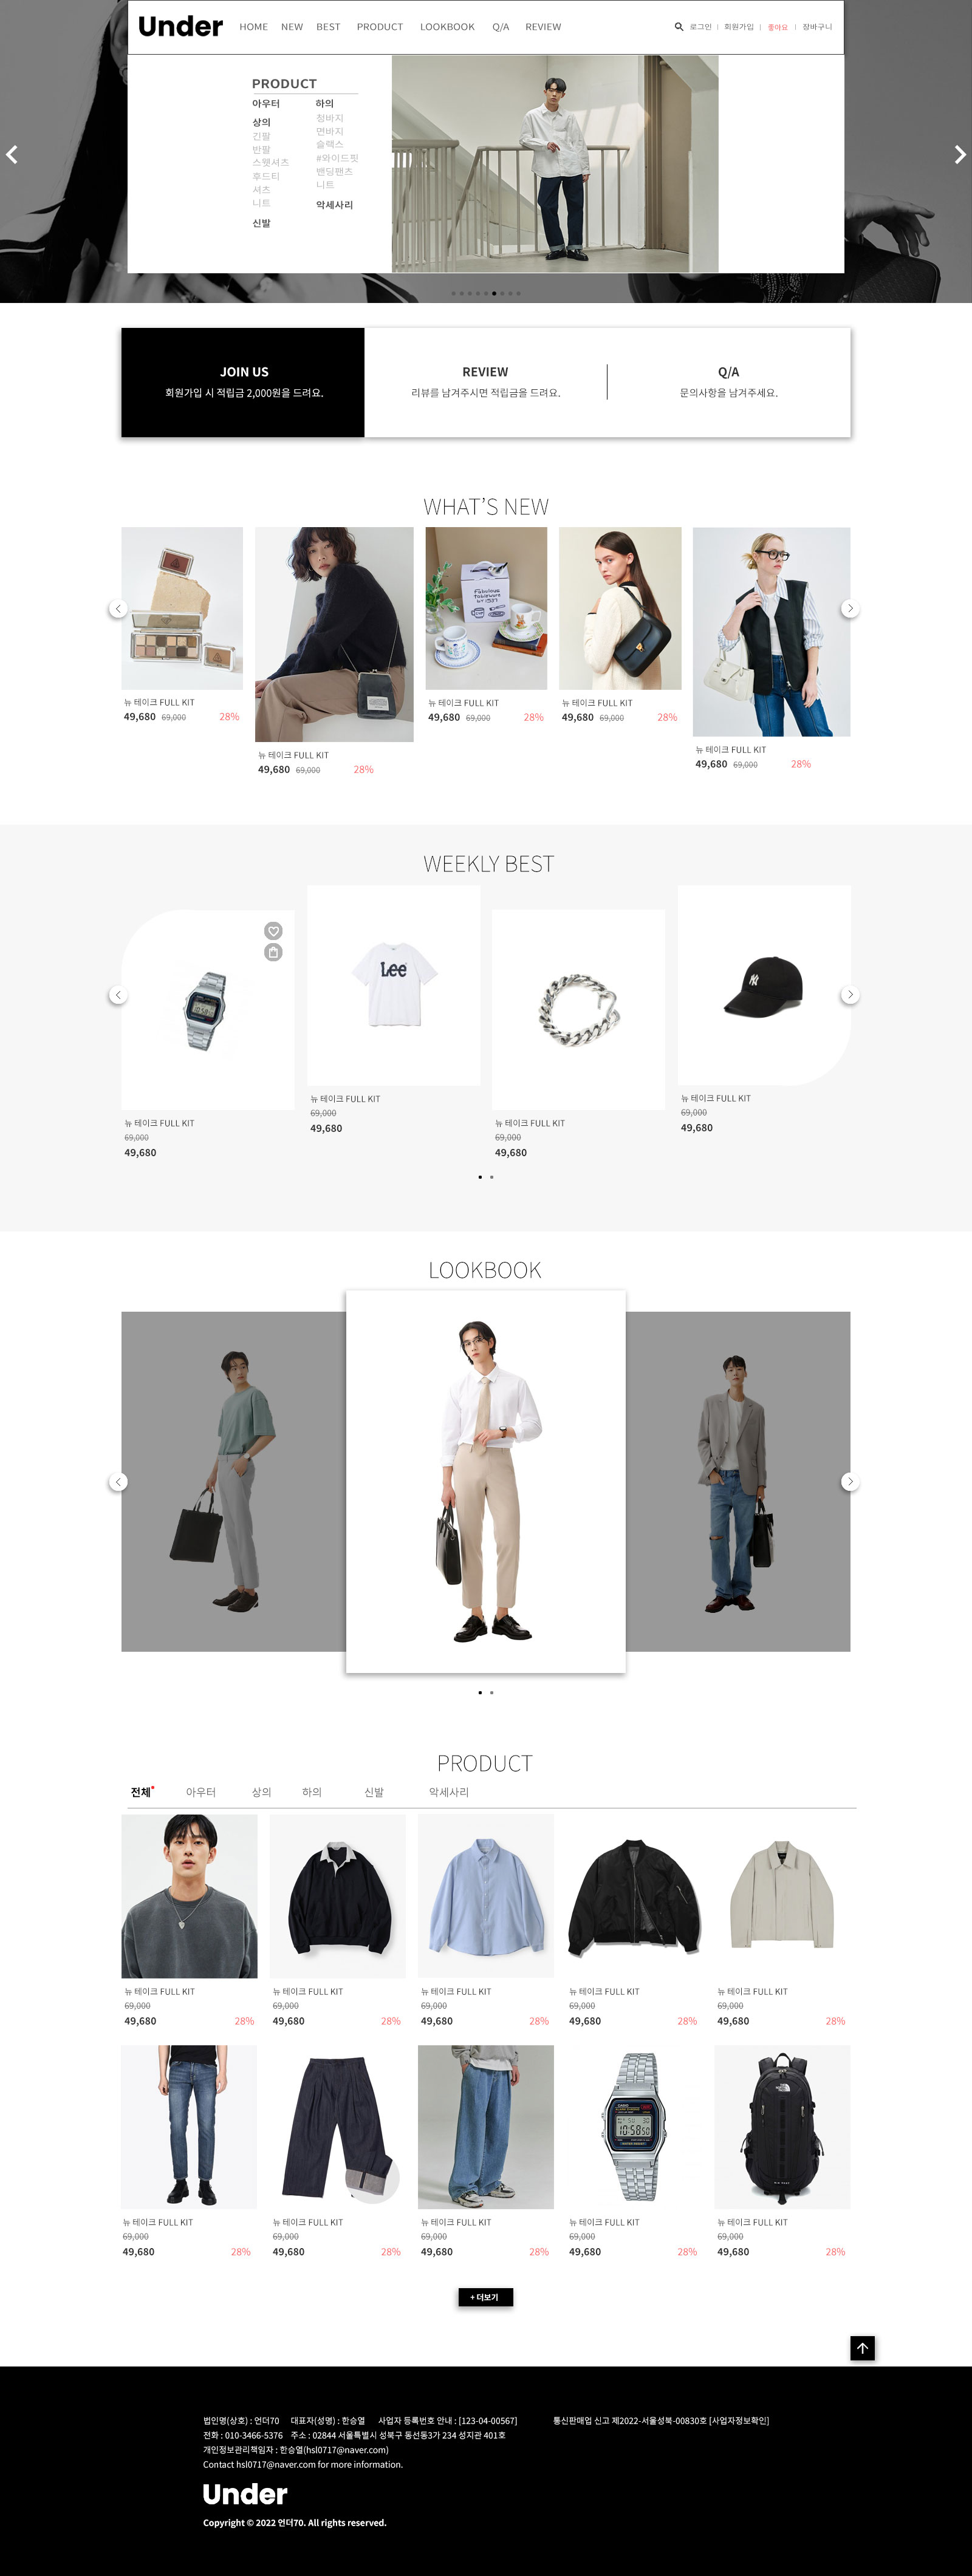 Under HOME NEW BEST PRODUCT LOOKBOOK Q/A REVIEW 로그인 | 회원가입 | 좋아요 | 장바구니
PRODUCT
아우터
상의
긴팔
반팔
스웻셔츠
후드티
셔츠
니트
신발
하의
청바지
면바지
슬랙스
#와이드핏
밴딩팬츠
니트
악세사리
JOIN US
회원가입 시 적립금 2,000원을 드려요.
REVIEW
리뷰를 남겨주시면 적립금을 드려요.
Q/A
문의사항을 남겨주세요.
WHAT'S NEW
Fabulous
tableware
by 1537
뉴 테이크 FULL KIT
49,680 69,000 28%
뉴 테이크 FULL KIT
49,680 69,000 28%
뉴 테이크 FULL KIT
49,680 69,000 28%
뉴 테이크 FULL KIT
49,680 69,000 28%
뉴 테이크 FULL KIT
49,680 69,000 28%
WEEKLY BEST
Lee
NY
뉴 테이크 FULL KIT
69,000
49,680
뉴 테이크 FULL KIT
69,000
49,680
뉴 테이크 FULL KIT
69,000
49,680
뉴 테이크 FULL KIT
69,000
49,680
LOOKBOOK
PRODUCT
전체 아우터 상의 하의 신발 악세사리
뉴 테이크 FULL KIT
69,000
49,680 28%
뉴 테이크 FULL KIT
69,000
49,680 28%
뉴 테이크 FULL KIT
69,000
49,680 28%
뉴 테이크 FULL KIT
69,000
49,680 28%
뉴 테이크 FULL KIT
69,000
49,680 28%
CASIO
10:58 50
THE NORTH FACE
뉴 테이크 FULL KIT
69,000
49,680 28%
뉴 테이크 FULL KIT
69,000
49,680 28%
뉴 테이크 FULL KIT
69,000
49,680 28%
뉴 테이크 FULL KIT
69,000
49,680 28%
뉴 테이크 FULL KIT
69,000
49,680 28%
+ 더보기
법인명(상호) : 언더70 대표자(성명) : 한승열 사업자 등록번호 안내 : [123-04-00567] 통신판매업 신고 제2022-서울성북-00830호 [사업자정보확인]
전화 : 010-3466-5376 주소 : 02844 서울특별시 성북구 동선동3가 234 성지관 401호
개인정보관리책임자 : 한승열(hsl0717@naver.com)
Contact hsl0717@naver.com for more information.
Under
Copyright © 2022 언더70. All rights reserved.